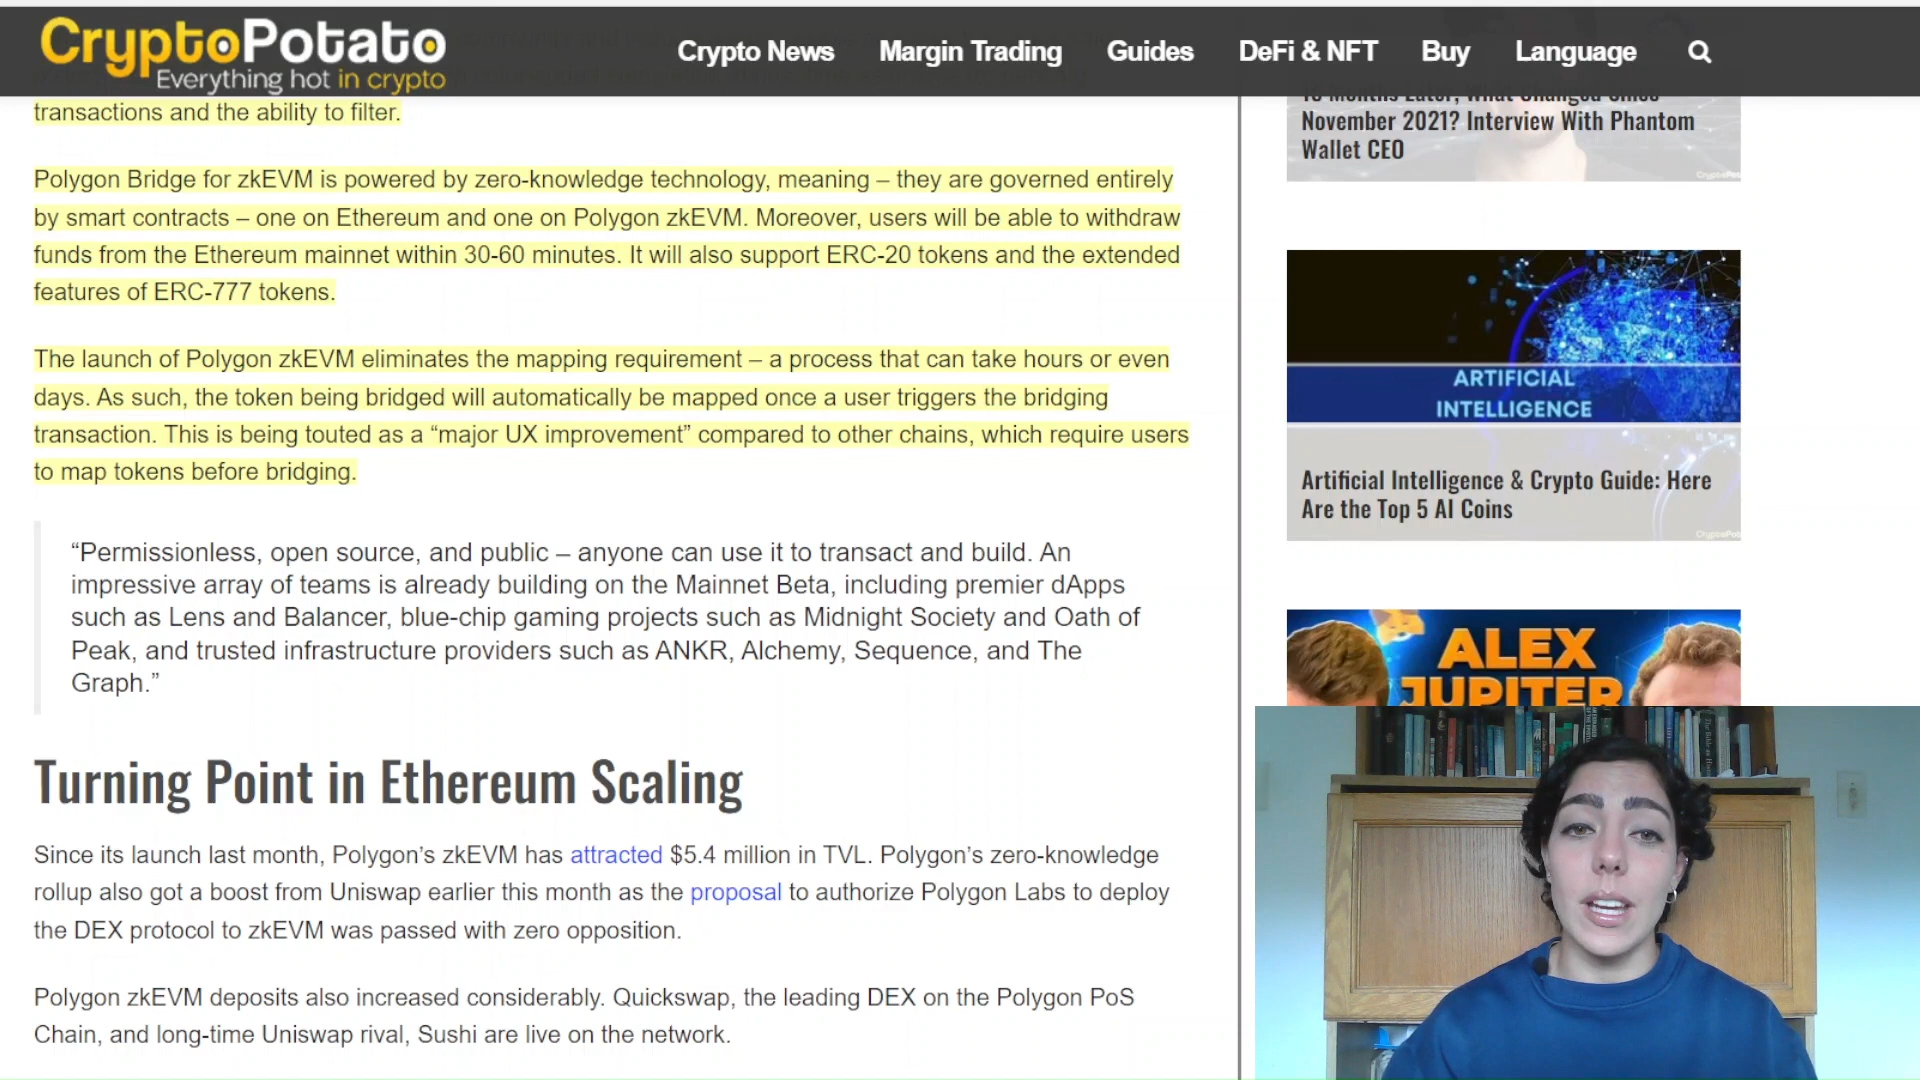 CryptoPotato
Everything hot in crypto
Crypto News
Margin Trading
Guides
DeFi & NFT
Buy
Language
transactions and the ability to filter.
Polygon Bridge for zkEVM is powered by zero-knowledge technology, meaning – they are governed entirely
by smart contracts – one on Ethereum and one on Polygon zkEVM. Moreover, users will be able to withdraw
funds from the Ethereum mainnet within 30-60 minutes. It will also support ERC-20 tokens and the extended
features of ERC-777 tokens.
The launch of Polygon zkEVM eliminates the mapping requirement – a process that can take hours or even
days. As such, the token being bridged will automatically be mapped once a user triggers the bridging
transaction. This is being touted as a “major UX improvement” compared to other chains, which require users
to map tokens before bridging.
“Permissionless, open source, and public – anyone can use it to transact and build. An
impressive array of teams is already building on the Mainnet Beta, including premier dApps
such as Lens and Balancer, blue-chip gaming projects such as Midnight Society and Oath of
Peak, and trusted infrastructure providers such as ANKR, Alchemy, Sequence, and The
Graph.”
Turning Point in Ethereum Scaling
Since its launch last month, Polygon’s zkEVM has attracted $5.4 million in TVL. Polygon’s zero-knowledge
rollup also got a boost from Uniswap earlier this month as the proposal to authorize Polygon Labs to deploy
the DEX protocol to zkEVM was passed with zero opposition.
Polygon zkEVM deposits also increased considerably. Quickswap, the leading DEX on the Polygon PoS
Chain, and long-time Uniswap rival, Sushi are live on the network.
Months Later, What Changed Since
November 2021? Interview With Phantom
Wallet CEO
ARTIFICIAL
INTELLIGENCE
Artificial Intelligence & Crypto Guide: Here
Are the Top 5 AI Coins
ALEX
JUPITER